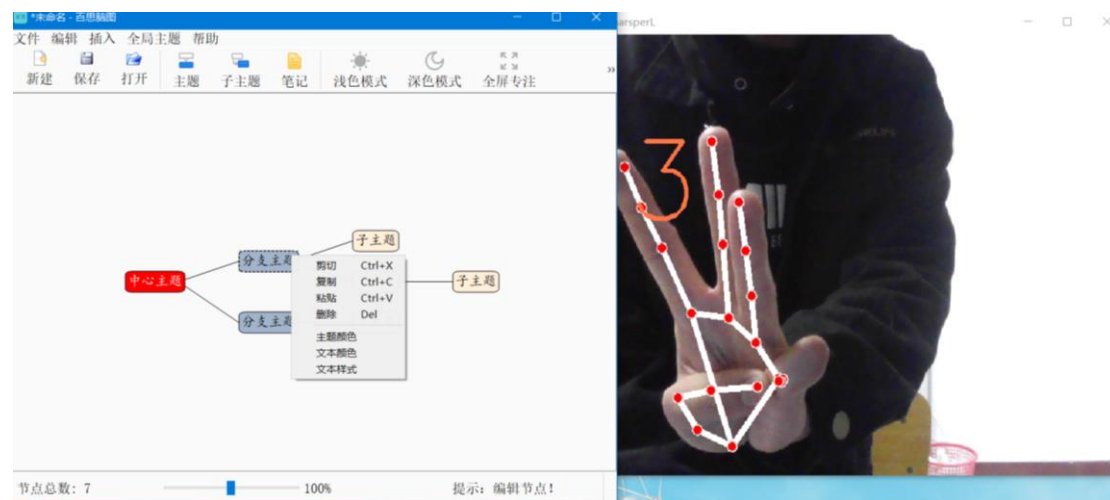 *未命名 - 百思脑图
文件 编辑 插入 全局主题 帮助
新建 保存 打开 主题 子主题 笔记 浅色模式 深色模式 全屏专注 »
子主题
分支主题
中心主题
子主题
分支主题
剪切 Ctrl+X
复制 Ctrl+C
粘贴 Ctrl+V
删除 Del
主题颜色
文本颜色
文本样式
节点总数: 7 100% 提示: 编辑节点!
3